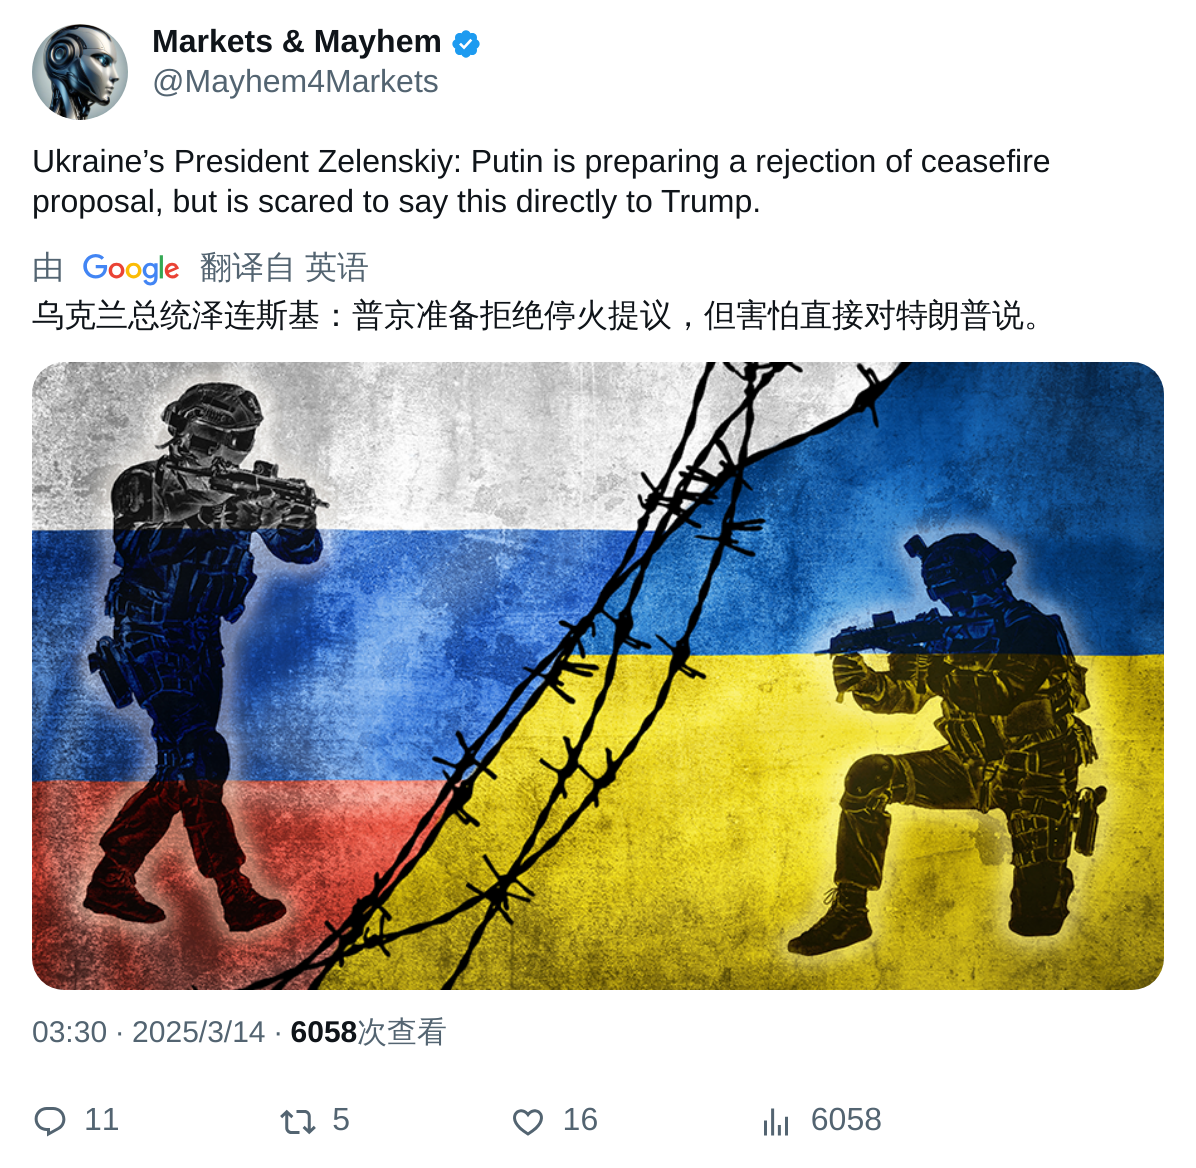 Markets & Mayhem
@Mayhem4Markets
Ukraine’s President Zelenskiy: Putin is preparing a rejection of ceasefire
proposal, but is scared to say this directly to Trump.
由 Google 翻译自 英语
乌克兰总统泽连斯基：普京准备拒绝停火提议，但害怕直接对特朗普说。
03:30 · 2025/3/14 · 6058次查看
11 5 16 6058